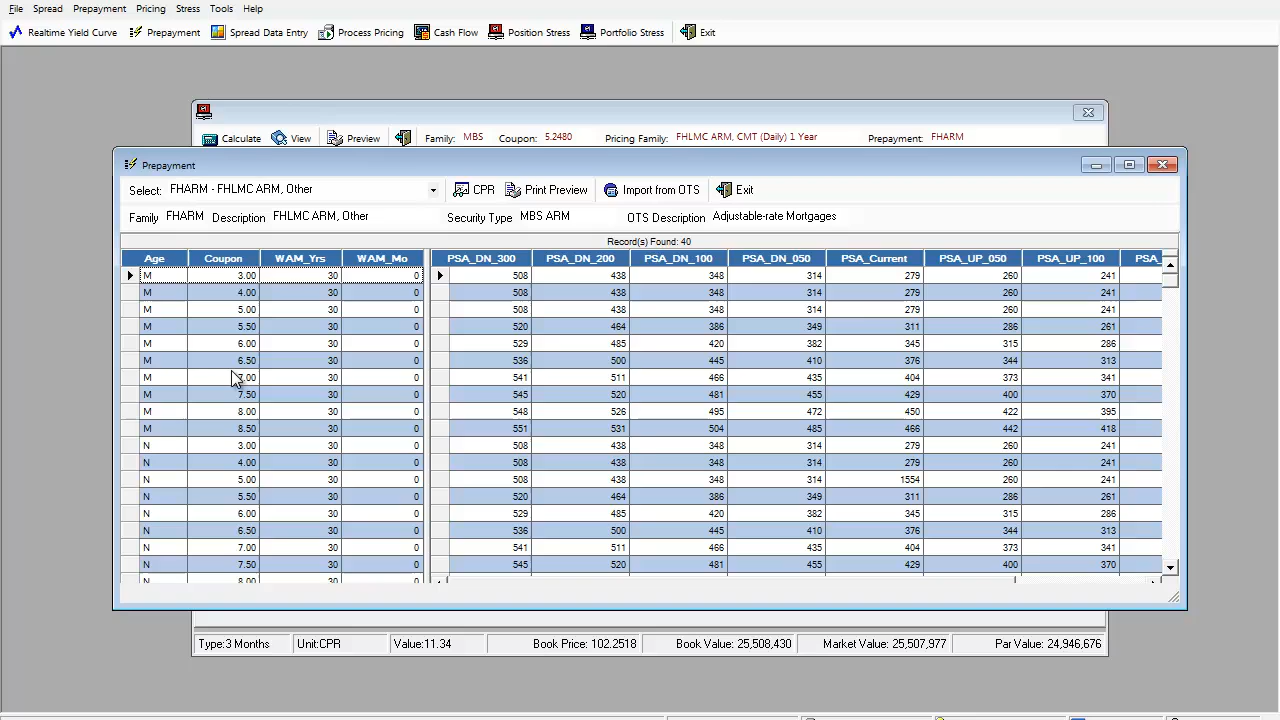 File Spread Prepayment Pricing Stress Tools Help
Realtime Yield Curve Prepayment Spread Data Entry Process Pricing Cash Flow Position Stress Portfolio Stress Exit
Calculate View Preview Family: MBS Coupon: 5.2480 Pricing Family: FHLMC ARM, CMT (Daily) 1 Year Prepayment: FHARM
Prepayment
Select: FHARM - FHLMC ARM, Other CPR Print Preview Import from OTS Exit
Family FHARM Description FHLMC ARM, Other Security Type MBS ARM OTS Description Adjustable-rate Mortgages
Record(s) Found: 40
Age Coupon WAM_Yrs WAM_Mo PSA_DN_300 PSA_DN_200 PSA_DN_100 PSA_DN_050 PSA_Current PSA_UP_050 PSA_UP_100 PSA_
M 3.00 30 0 508 438 348 314 279 260 241
M 4.00 30 0 508 438 348 314 279 260 241
M 5.00 30 0 508 438 348 314 279 260 241
M 5.50 30 0 520 464 386 349 311 286 261
M 6.00 30 0 529 485 420 382 345 315 286
M 6.50 30 0 536 500 445 410 376 344 313
M .00 30 0 541 511 466 435 404 373 341
M 7.50 30 0 545 520 481 455 429 400 370
M 8.00 30 0 548 526 495 472 450 422 395
M 8.50 30 0 551 531 504 485 466 442 418
N 3.00 30 0 508 438 348 314 279 260 241
N 4.00 30 0 508 438 348 314 279 260 241
N 5.00 30 0 508 438 348 314 1554 260 241
N 5.50 30 0 520 464 386 349 311 286 261
N 6.00 30 0 529 485 420 382 345 315 286
N 6.50 30 0 536 500 445 410 376 344 313
N 7.00 30 0 541 511 466 435 404 373 341
N 7.50 30 0 545 520 481 455 429 400 370
N 8.00 30 0
Type:3 Months Unit:CPR Value:11.34 Book Price: 102.2518 Book Value: 25,508,430 Market Value: 25,507,977 Par Value: 24,946,676